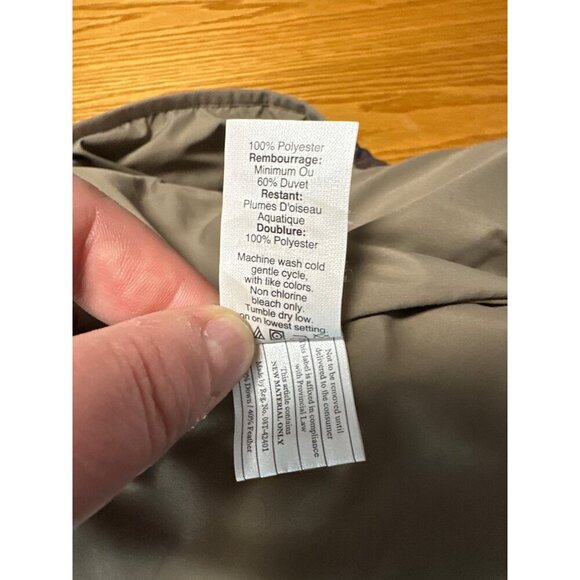 100% Polyester
Rembourrage:
Minimum Ou
60% Duvet
Restant:
Plumes D'oiseau
Aquatique
Doublure:
100% Polyester
Machine wash cold
gentle cycle,
with like colors.
Non chlorine
bleach only.
Tumble dry low.
on on lowest setting
Not to be removed until
delivered to the consumer
This label is affixed in compliance
with Provincial Law
This article contains
NEW MATERIAL ONLY
Made by Reg.No. 08T-42401
Down / 40% Feather